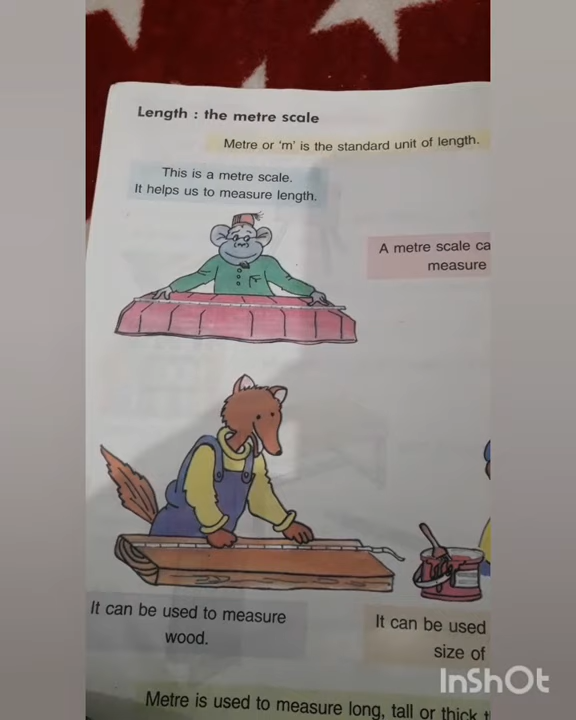 Length : the metre scale
Metre or 'm' is the standard unit of length.
This is a metre scale.
It helps us to measure length.
A metre scale ca
measure
It can be used to measure
wood.
It can be used
size of
Metre is used to measure long, tall or thick t
InShOt